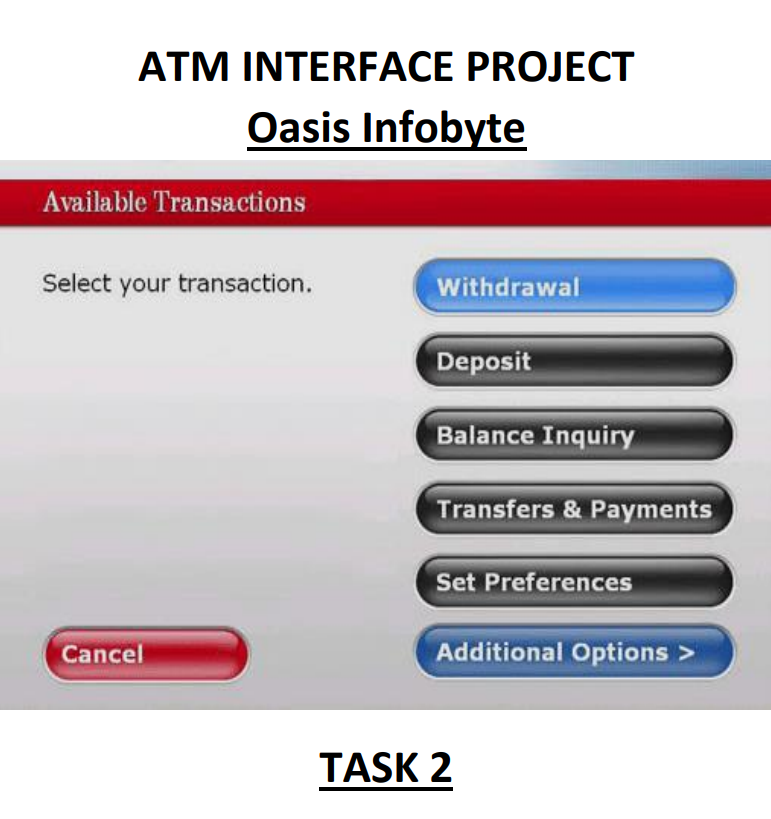 ATM INTERFACE PROJECT
Oasis Infobyte
Available Transactions
Select your transaction.
Withdrawal
Deposit
Balance Inquiry
Transfers & Payments
Set Preferences
Cancel
Additional Options >
TASK 2